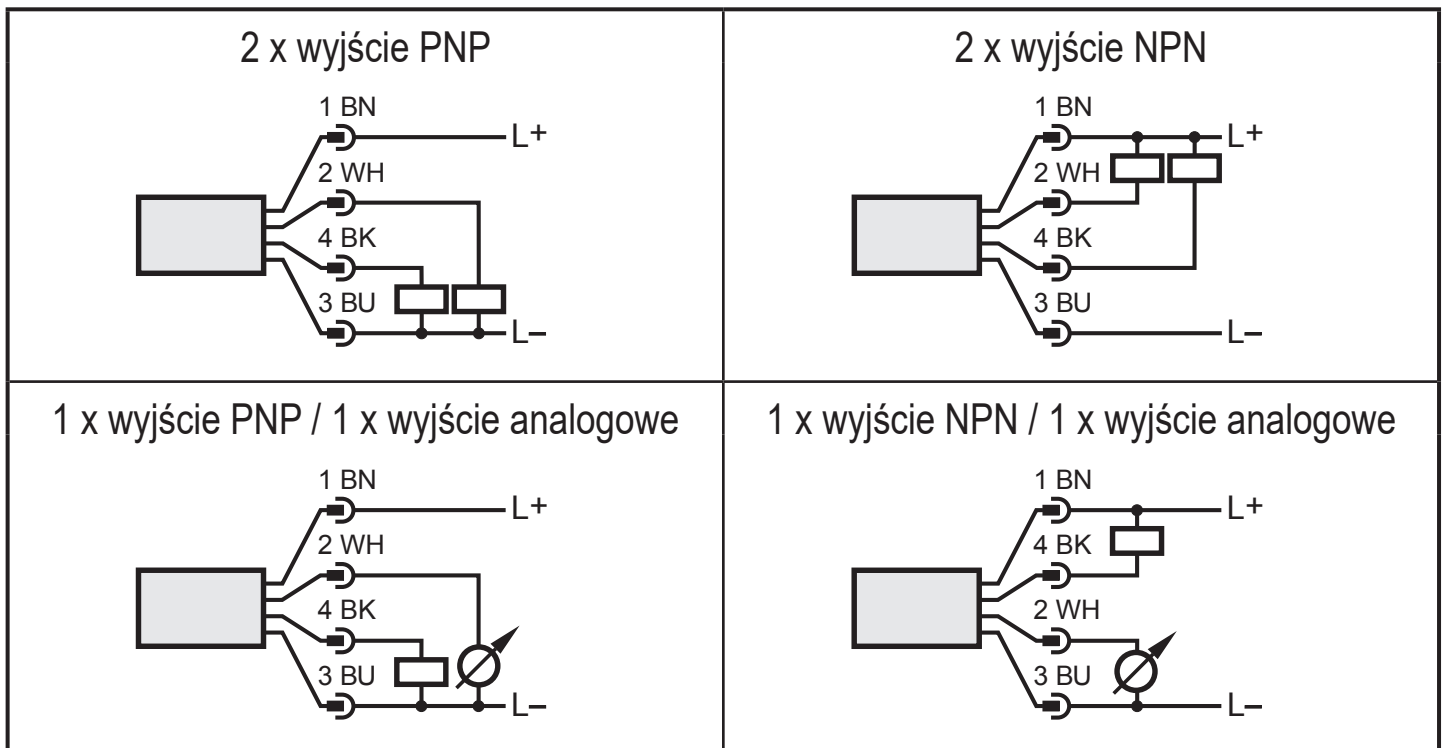 2 x wyjście PNP
1 BN
L+
2 WH
4 BK
3 BU
L–
2 x wyjście NPN
1 BN
L+
2 WH
4 BK
3 BU
L–
1 x wyjście PNP / 1 x wyjście analogowe
1 BN
L+
2 WH
4 BK
3 BU
L–
1 x wyjście NPN / 1 x wyjście analogowe
1 BN
L+
4 BK
2 WH
3 BU
L–